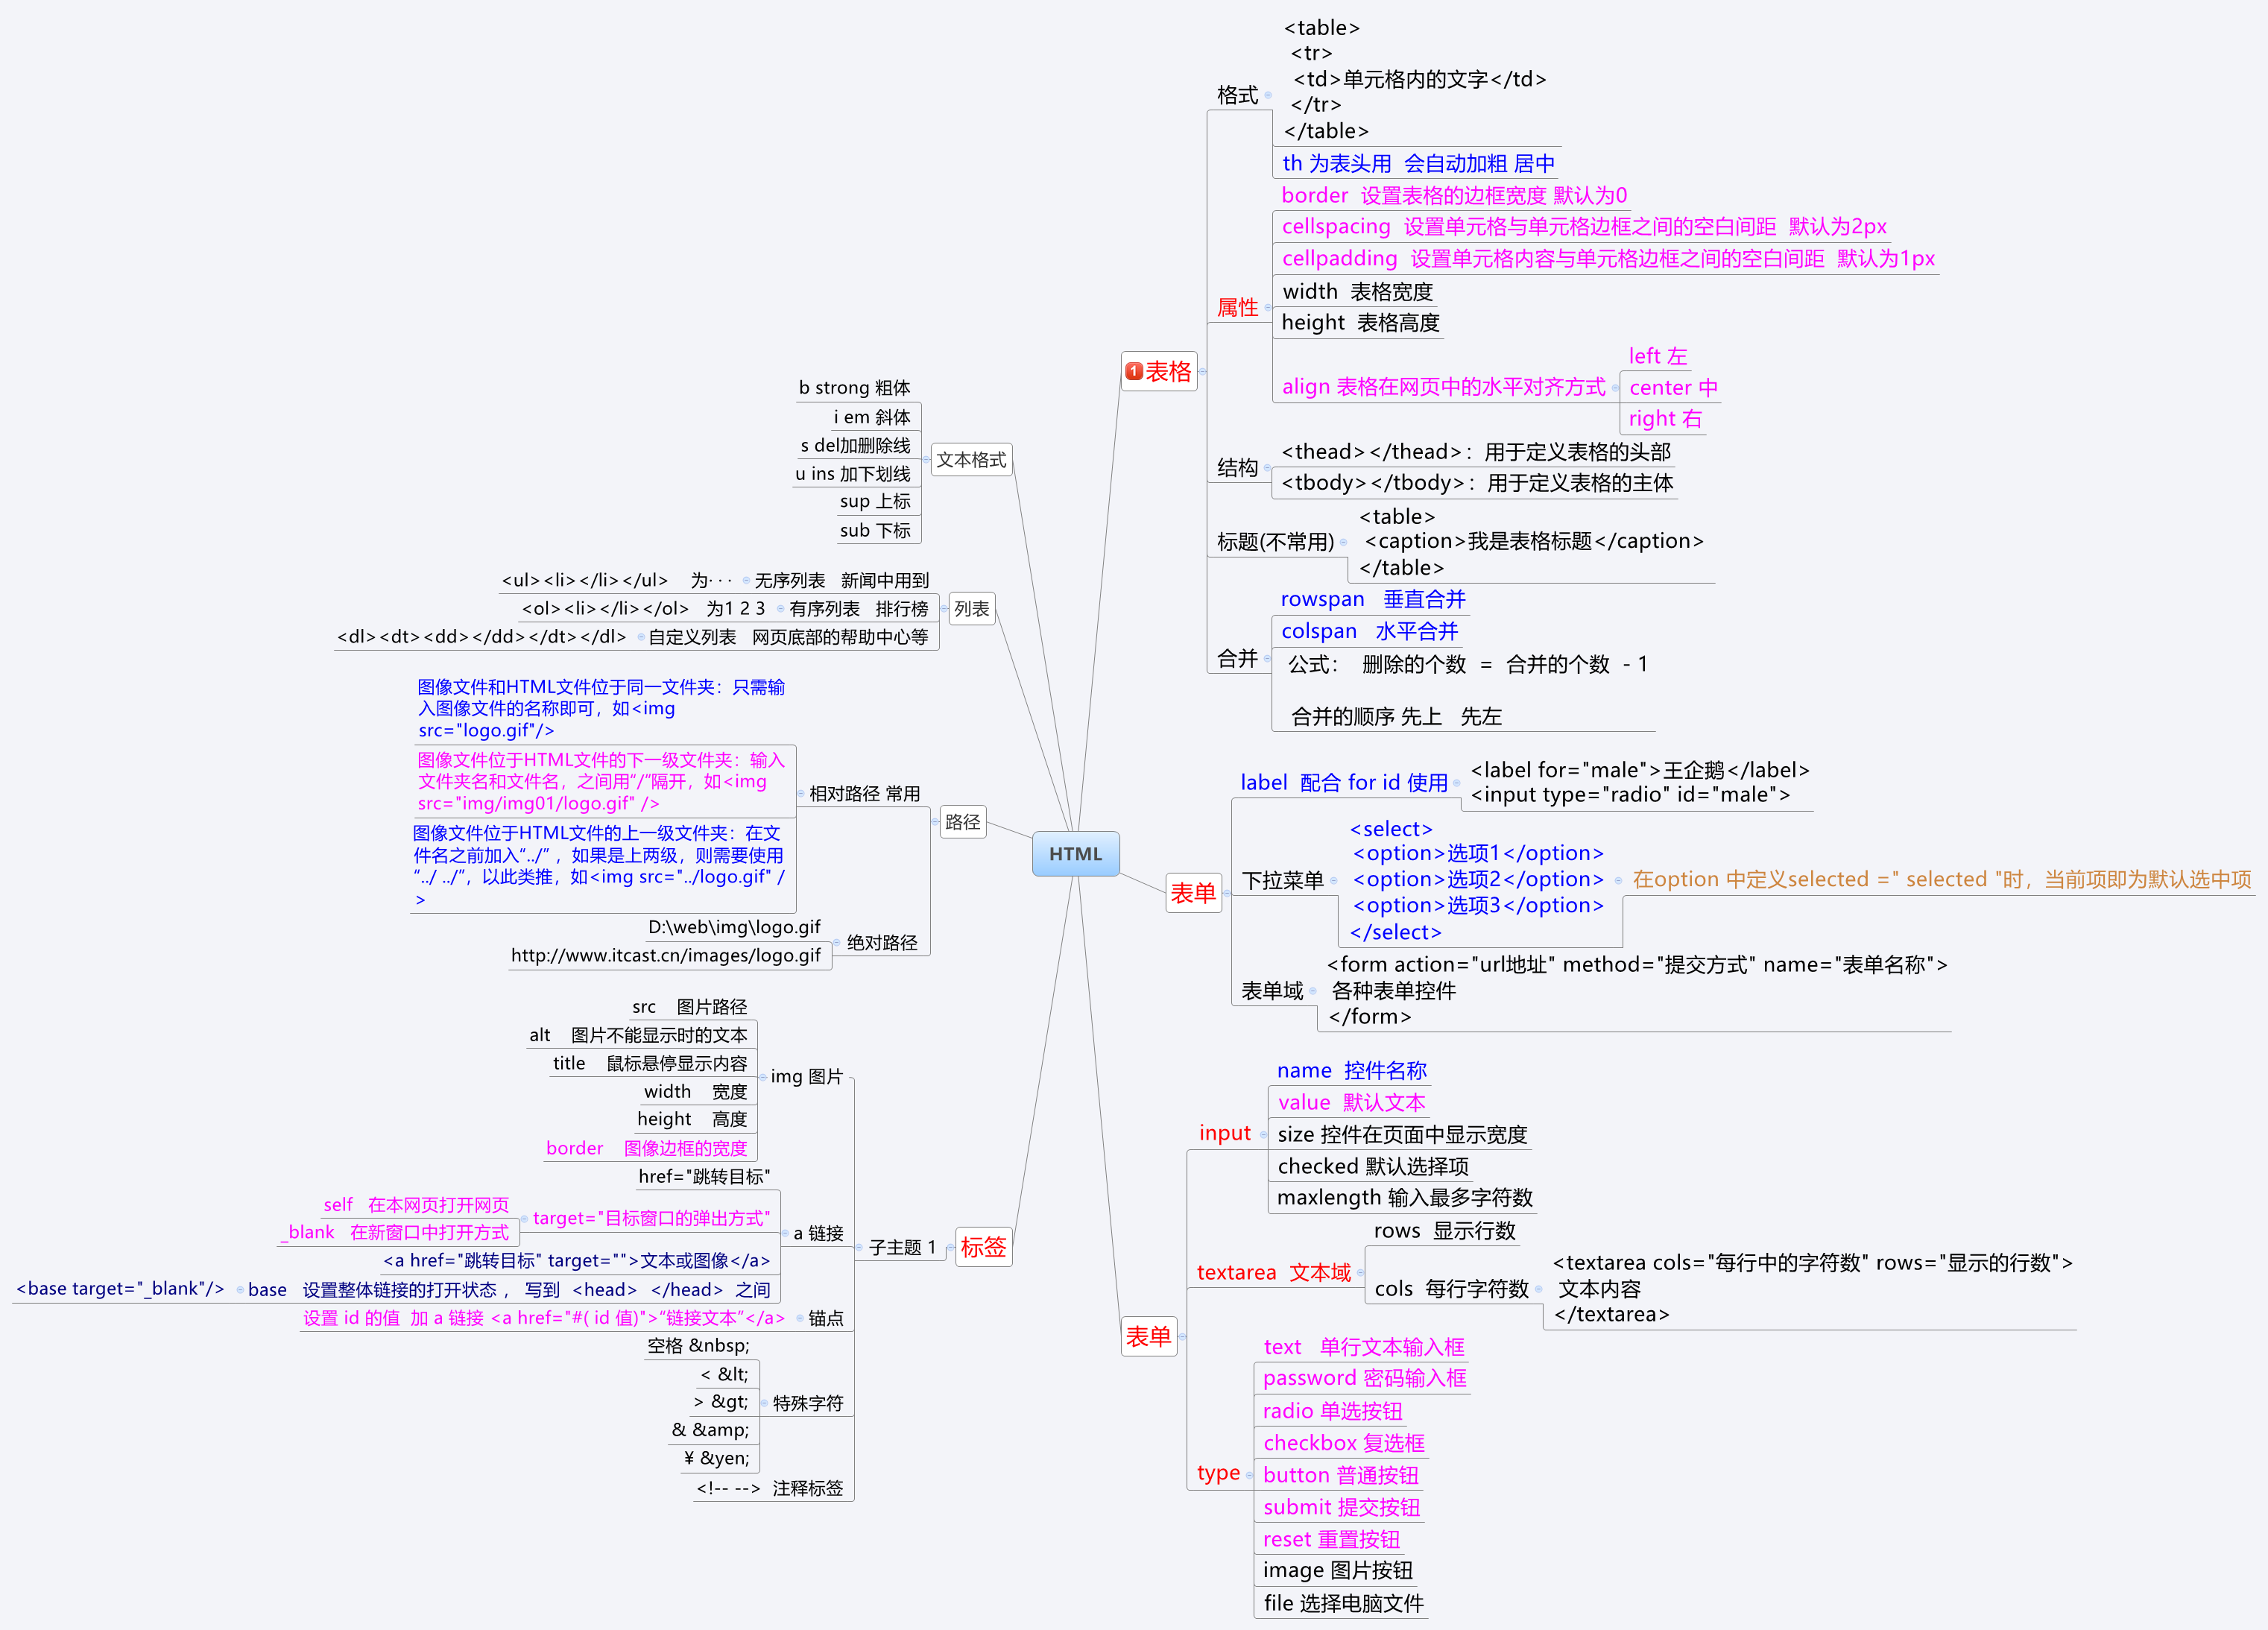 HTML
1 表格
格式
<table>
<tr>
<td>单元格内的文字</td>
</tr>
</table>
th 为表头用 会自动加粗 居中
属性
border 设置表格的边框宽度 默认为0
cellspacing 设置单元格与单元格边框之间的空白间距 默认为2px
cellpadding 设置单元格内容与单元格边框之间的空白间距 默认为1px
width 表格宽度
height 表格高度
align 表格在网页中的水平对齐方式
left 左
center 中
right 右
结构
<thead></thead>：用于定义表格的头部
<tbody></tbody>：用于定义表格的主体
标题(不常用)
<table>
<caption>我是表格标题</caption>
</table>
合并
rowspan 垂直合并
colspan 水平合并
公式： 删除的个数 = 合并的个数 - 1
合并的顺序 先上 先左
表单
label 配合 for id 使用
<label for="male">王企鹅</label>
<input type="radio" id="male">
下拉菜单
<select>
<option>选项1</option>
<option>选项2</option>
<option>选项3</option>
</select>
在option 中定义selected =" selected "时，当前项即为默认选中项
表单域
<form action="url地址" method="提交方式" name="表单名称">
各种表单控件
</form>
表单
input
name 控件名称
value 默认文本
size 控件在页面中显示宽度
checked 默认选择项
maxlength 输入最多字符数
textarea 文本域
rows 显示行数
cols 每行字符数
<textarea cols="每行中的字符数" rows="显示的行数">
文本内容
</textarea>
type
text 单行文本输入框
password 密码输入框
radio 单选按钮
checkbox 复选框
button 普通按钮
submit 提交按钮
reset 重置按钮
image 图片按钮
file 选择电脑文件
文本格式
b strong 粗体
i em 斜体
s del加删除线
u ins 加下划线
sup 上标
sub 下标
列表
无序列表 新闻中用到
<ul><li></li></ul> 为· · ·
有序列表 排行榜
<ol><li></li></ol> 为1 2 3
自定义列表 网页底部的帮助中心等
<dl><dt><dd></dd></dt></dl>
路径
相对路径 常用
图像文件和HTML文件位于同一文件夹：只需输
入图像文件的名称即可，如<img
src="logo.gif"/>
图像文件位于HTML文件的下一级文件夹：输入
文件夹名和文件名，之间用“/”隔开，如<img
src="img/img01/logo.gif" />
图像文件位于HTML文件的上一级文件夹：在文
件名之前加入“../” ，如果是上两级，则需要使用
“../ ../”，以此类推，如<img src="../logo.gif" /
>
绝对路径
D:\web\img\logo.gif
http://www.itcast.cn/images/logo.gif
标签
子主题 1
img 图片
src 图片路径
alt 图片不能显示时的文本
title 鼠标悬停显示内容
width 宽度
height 高度
border 图像边框的宽度
a 链接
href="跳转目标"
target="目标窗口的弹出方式"
self 在本网页打开网页
_blank 在新窗口中打开方式
<a href="跳转目标" target="">文本或图像</a>
base 设置整体链接的打开状态 ， 写到 <head> </head> 之间
<base target="_blank"/>
锚点
设置 id 的值 加 a 链接 <a href="#( id 值)">“链接文本”</a>
特殊字符
空格 &nbsp;
< &lt;
> &gt;
& &amp;
¥ &yen;
<!-- --> 注释标签